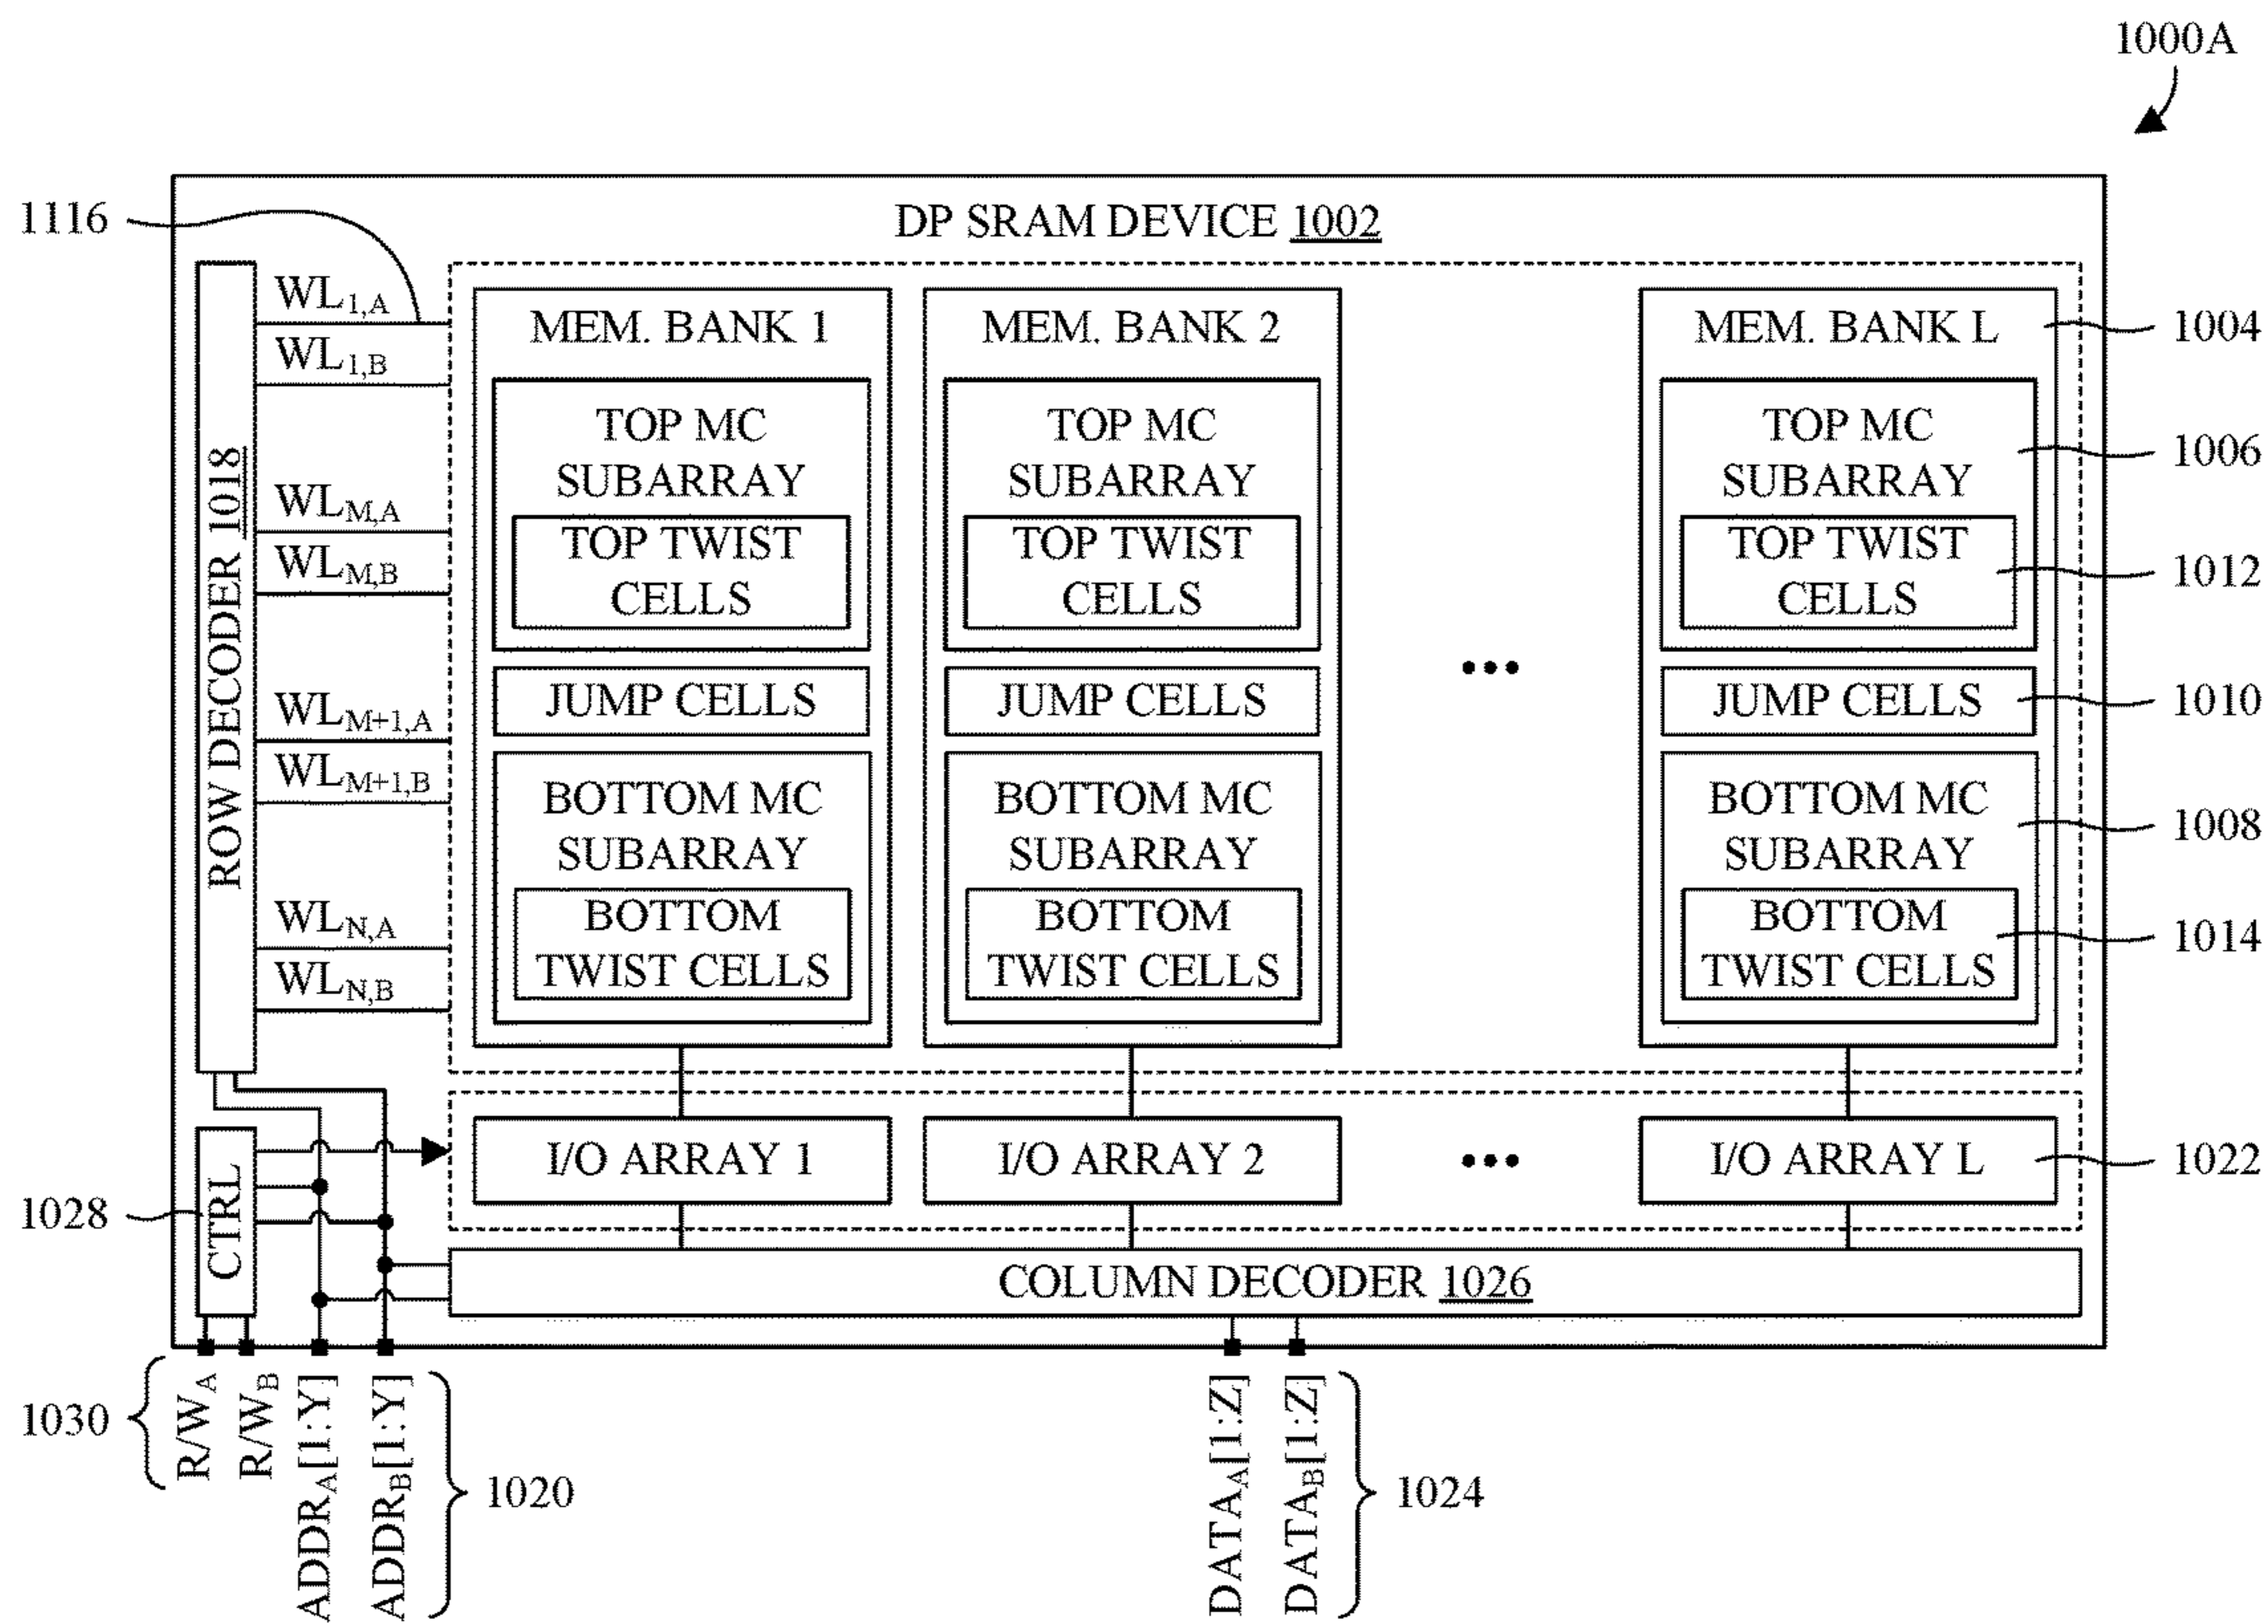 1000A
DP SRAM DEVICE 1002
1116
ROW DECODER 1018
WL1,A
WL1,B
WLM,A
WLM,B
WLM+1,A
WLM+1,B
WLN,A
WLN,B
MEM. BANK 1
TOP MC
SUBARRAY
TOP TWIST
CELLS
JUMP CELLS
BOTTOM MC
SUBARRAY
BOTTOM
TWIST CELLS
MEM. BANK 2
TOP MC
SUBARRAY
TOP TWIST
CELLS
JUMP CELLS
BOTTOM MC
SUBARRAY
BOTTOM
TWIST CELLS
•••
MEM. BANK L
TOP MC
SUBARRAY
TOP TWIST
CELLS
JUMP CELLS
BOTTOM MC
SUBARRAY
BOTTOM
TWIST CELLS
1004
1006
1012
1010
1008
1014
I/O ARRAY 1
I/O ARRAY 2
•••
I/O ARRAY L
1022
1028
CTRL
COLUMN DECODER 1026
1030
R/WA
R/WB
ADDRA[1:Y]
ADDRB[1:Y]
1020
DATAA[1:Z]
DATAB[1:Z]
1024